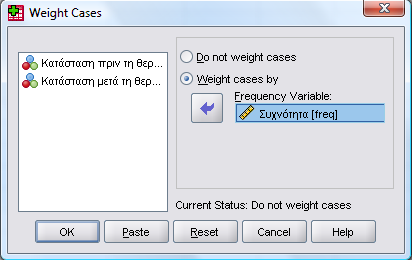 Weight Cases
Κατάσταση πριν τη θερ...
Κατάσταση μετά τη θερ...
Do not weight cases
Weight cases by
Frequency Variable:
Συχνότητα [freq]
Current Status: Do not weight cases
OK
Paste
Reset
Cancel
Help